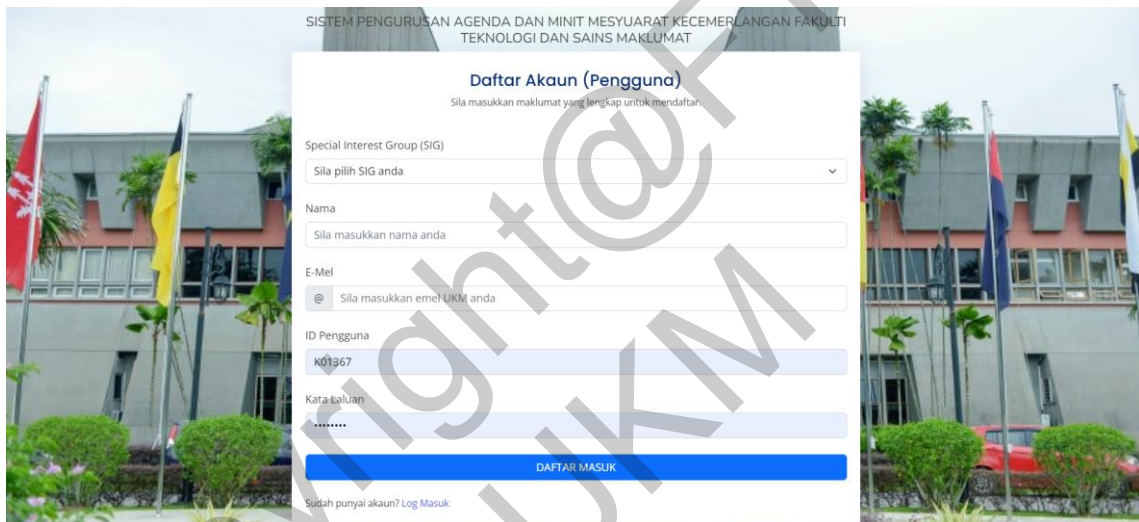 SISTEM PENGURUSAN AGENDA DAN MINIT MESYUARAT KECEMERLANGAN FAKULTI
TEKNOLOGI DAN SAINS MAKLUMAT
Daftar Akaun (Pengguna)
Sila masukkan maklumat yang lengkap untuk mendaftar.
Special Interest Group (SIG)
Sila pilih SIG anda
Nama
Sila masukkan nama anda
E-Mel
@ Sila masukkan emel UKM anda
ID Pengguna
K01367
Kata Laluan
••••••••
DAFTAR MASUK
Sudah punyai akaun? Log Masuk
UKM